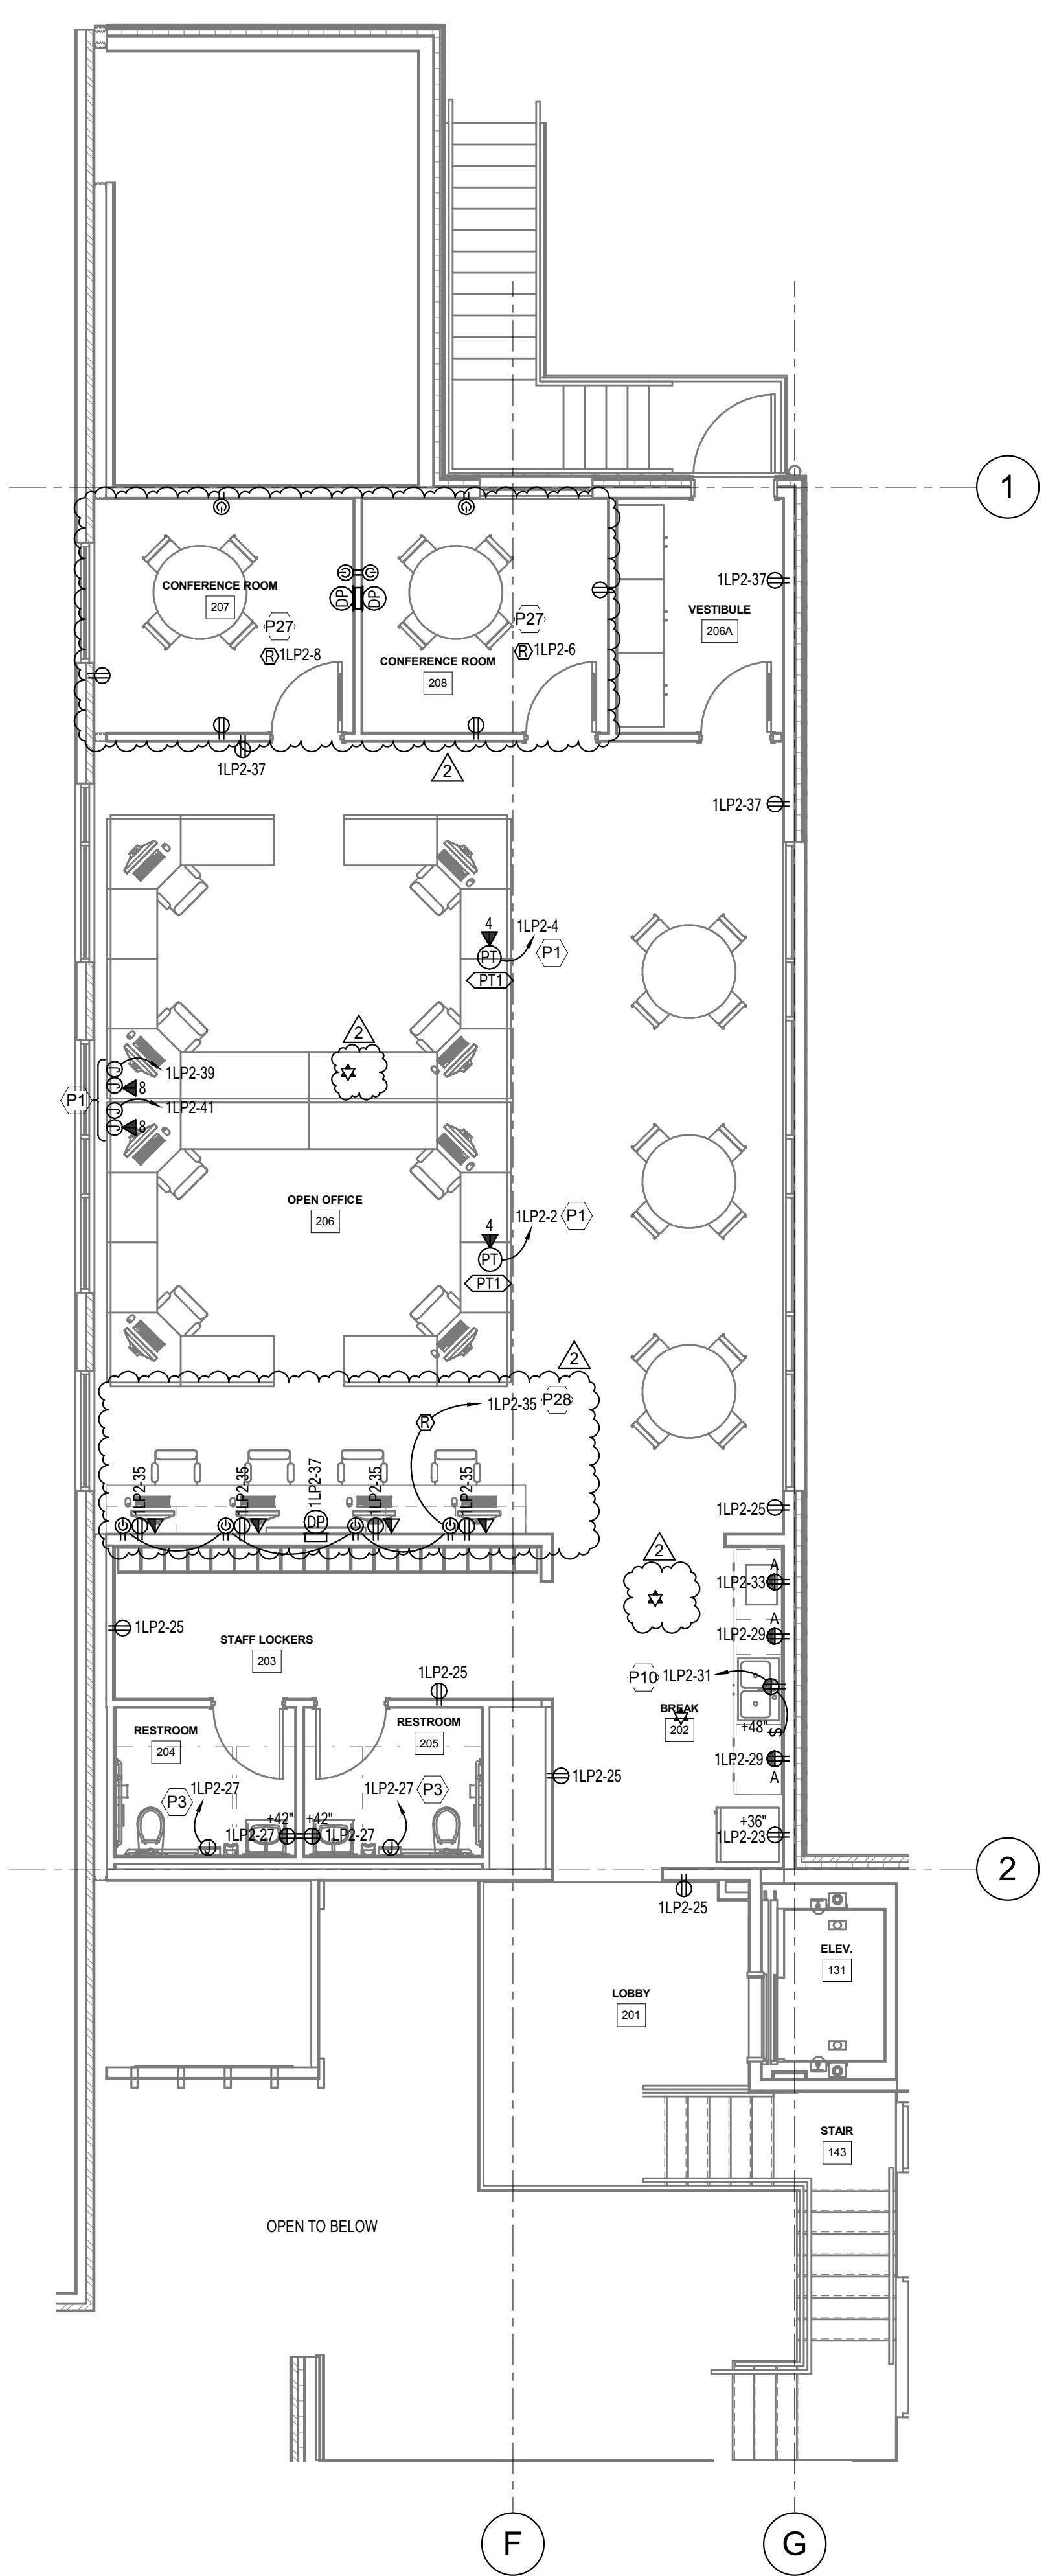 1
CONFERENCE ROOM
207
P27
R 1LP2-8
DP
DP
CONFERENCE ROOM
208
P27
R 1LP2-6
1LP2-37
VESTIBULE
206A
1LP2-37
2
1LP2-37
4
1LP2-4
PT
P1
PT1
2
P1
J
1LP2-39
J
8
J
1LP2-41
J
8
OPEN OFFICE
206
4
1LP2-2
P1
PT
PT1
2
1LP2-35
P28
R
1LP2-35
1LP2-35
1LP2-37
1LP2-35
1LP2-35
DP
1LP2-25
2
A
1LP2-33
A
1LP2-29
1LP2-25
STAFF LOCKERS
203
1LP2-25
P10
1LP2-31
BREAK
202
+48"
$
1LP2-29
A
RESTROOM
204
RESTROOM
205
1LP2-25
P3
1LP2-27
1LP2-27
P3
+42"
+42"
1LP2-27
1LP2-27
J
J
+36"
1LP2-23
2
1LP2-25
ELEV.
131
LOBBY
201
STAIR
143
OPEN TO BELOW
F
G